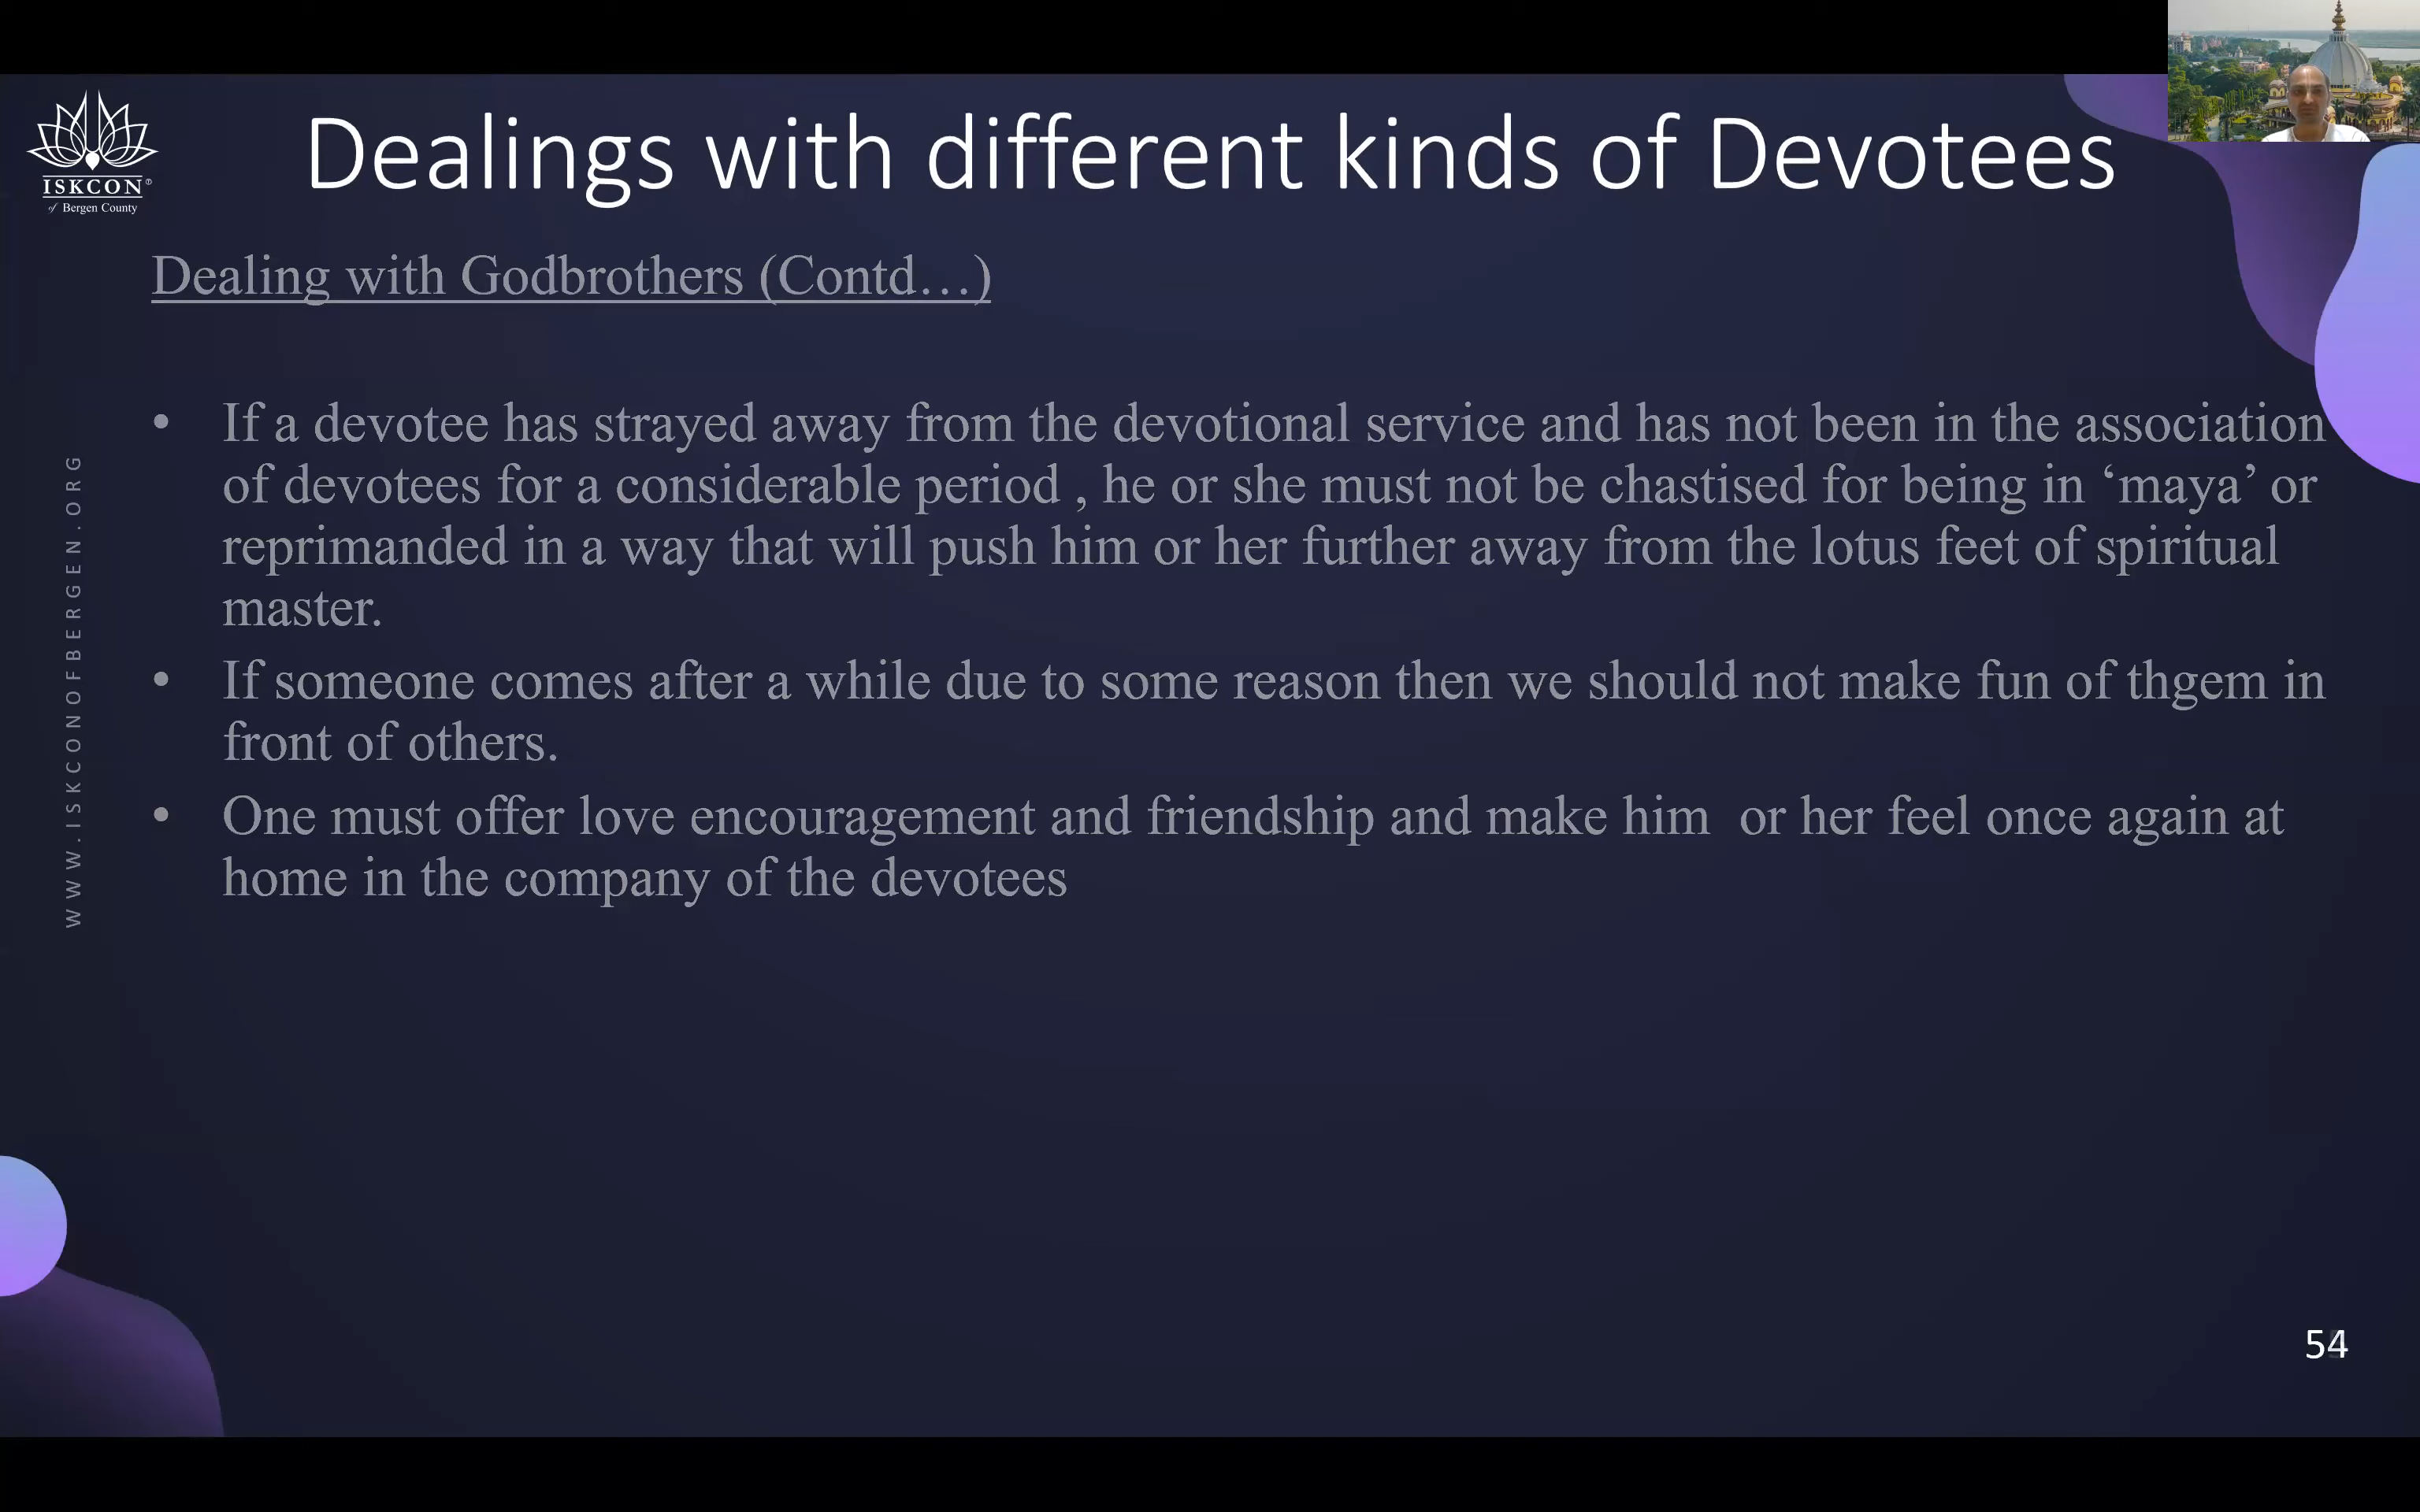 ISKCON®
of Bergen County
Dealings with different kinds of Devotees
Dealing with Godbrothers (Contd…)
• If a devotee has strayed away from the devotional service and has not been in the association
of devotees for a considerable period , he or she must not be chastised for being in ‘maya’ or
reprimanded in a way that will push him or her further away from the lotus feet of spiritual
master.
• If someone comes after a while due to some reason then we should not make fun of thgem in
front of others.
• One must offer love encouragement and friendship and make him  or her feel once again at
home in the company of the devotees
WWW.ISKCONOFBERGEN.ORG
54